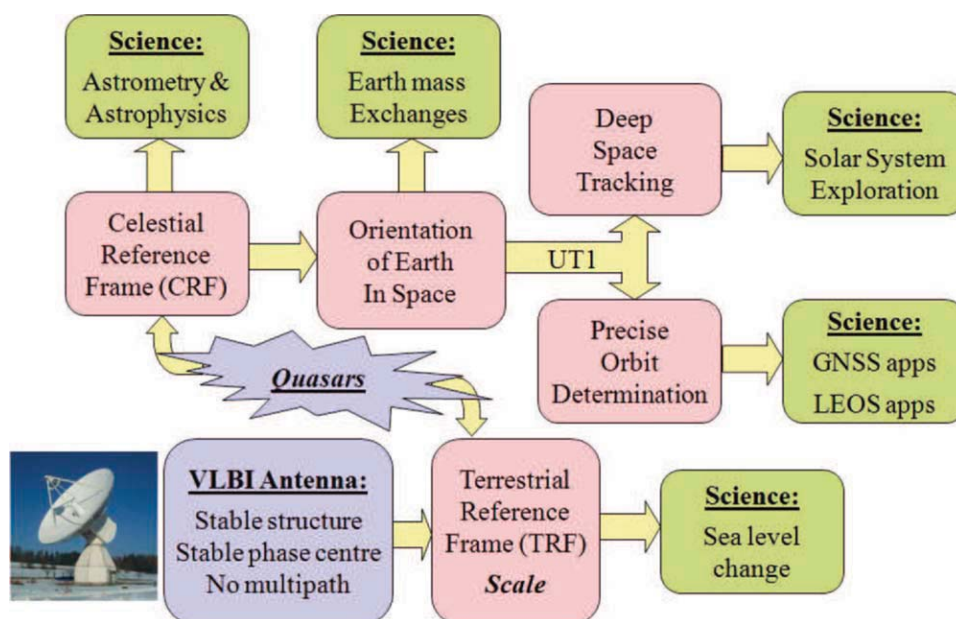 Science:
Astrometry &
Astrophysics
Science:
Earth mass
Exchanges
Deep
Space
Tracking
Science:
Solar System
Exploration
Celestial
Reference
Frame (CRF)
Orientation
of Earth
In Space
UT1
Precise
Orbit
Determination
Science:
GNSS apps
LEOS apps
Quasars
VLBI Antenna:
Stable structure
Stable phase centre
No multipath
Terrestrial
Reference
Frame (TRF)
Scale
Science:
Sea level
change